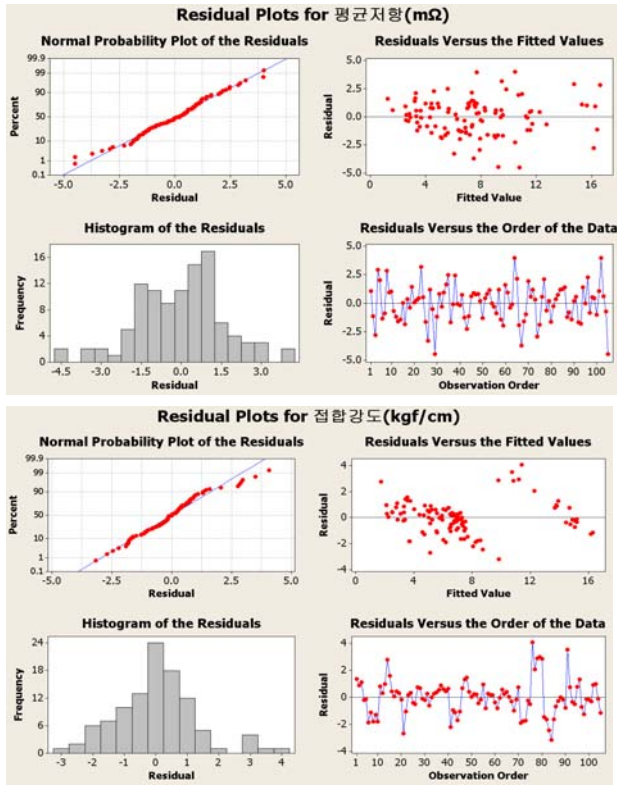 Residual Plots for 평균저항(mΩ)
Normal Probability Plot of the Residuals
Residuals Versus the Fitted Values
99.9
99
90
50
10
1
0.1
Percent
-5.0 -2.5 0.0 2.5 5.0
Residual
5.0
2.5
0.0
-2.5
-5.0
Residual
0 4 8 12 16
Fitted Value
Histogram of the Residuals
Residuals Versus the Order of the Data
16
12
8
4
0
Frequency
-4.5 -3.0 -1.5 0.0 1.5 3.0
Residual
5.0
2.5
0.0
-2.5
-5.0
Residual
1 10 20 30 40 50 60 70 80 90 100
Observation Order
Residual Plots for 접합강도(kgf/cm)
Normal Probability Plot of the Residuals
Residuals Versus the Fitted Values
99.9
99
90
50
10
1
0.1
Percent
-5.0 -2.5 0.0 2.5 5.0
Residual
4
2
0
-2
-4
Residual
0 4 8 12 16
Fitted Value
Histogram of the Residuals
Residuals Versus the Order of the Data
24
18
12
6
0
Frequency
-3 -2 -1 0 1 2 3 4
Residual
4
2
0
-2
-4
Residual
1 10 20 30 40 50 60 70 80 90 100
Observation Order